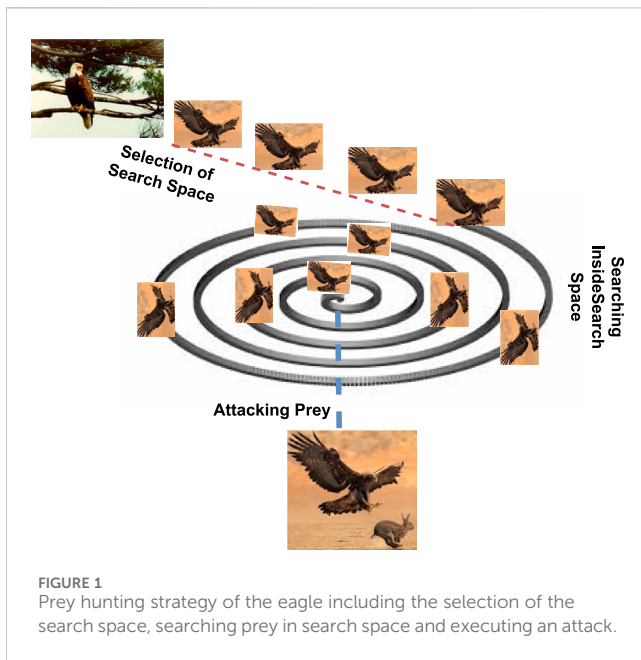 Selection of
Search Space
Searching
InsideSearch
Space
Attacking Prey
FIGURE 1
Prey hunting strategy of the eagle including the selection of the
search space, searching prey in search space and executing an attack.